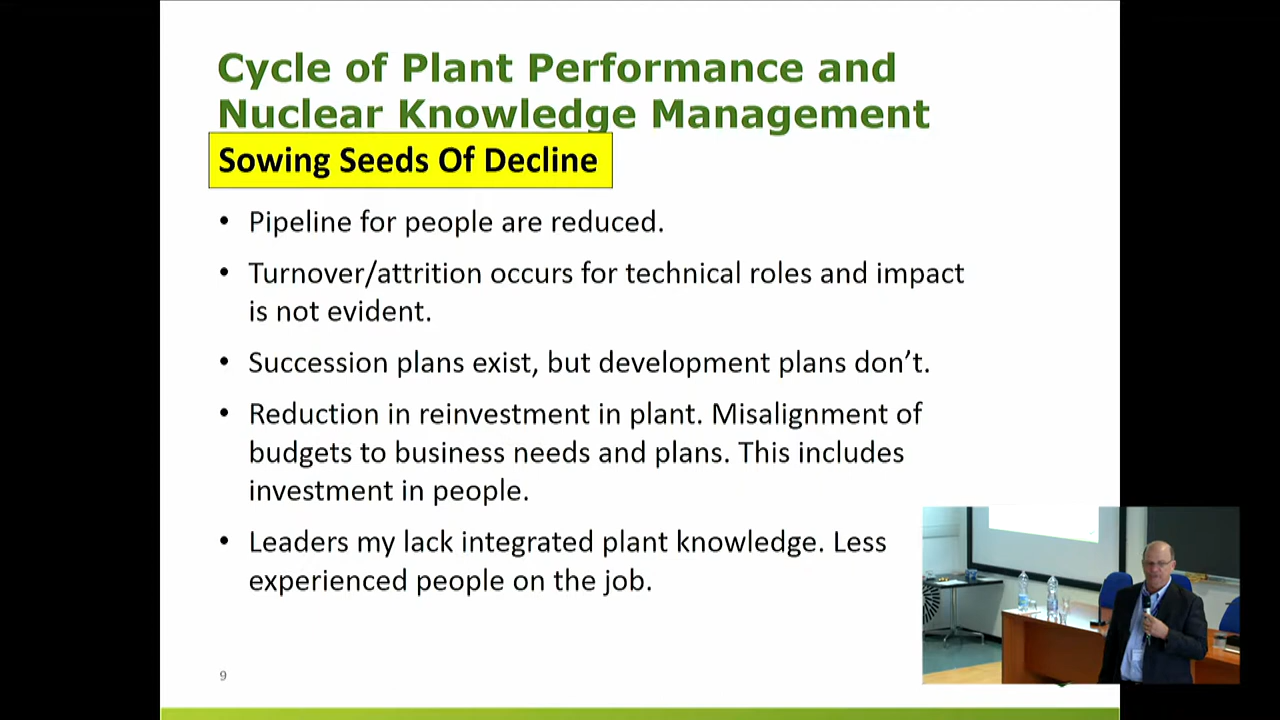 Cycle of Plant Performance and
Nuclear Knowledge Management
Sowing Seeds Of Decline
• Pipeline for people are reduced.
• Turnover/attrition occurs for technical roles and impact
is not evident.
• Succession plans exist, but development plans don’t.
• Reduction in reinvestment in plant. Misalignment of
budgets to business needs and plans. This includes
investment in people.
• Leaders my lack integrated plant knowledge. Less
experienced people on the job.
9